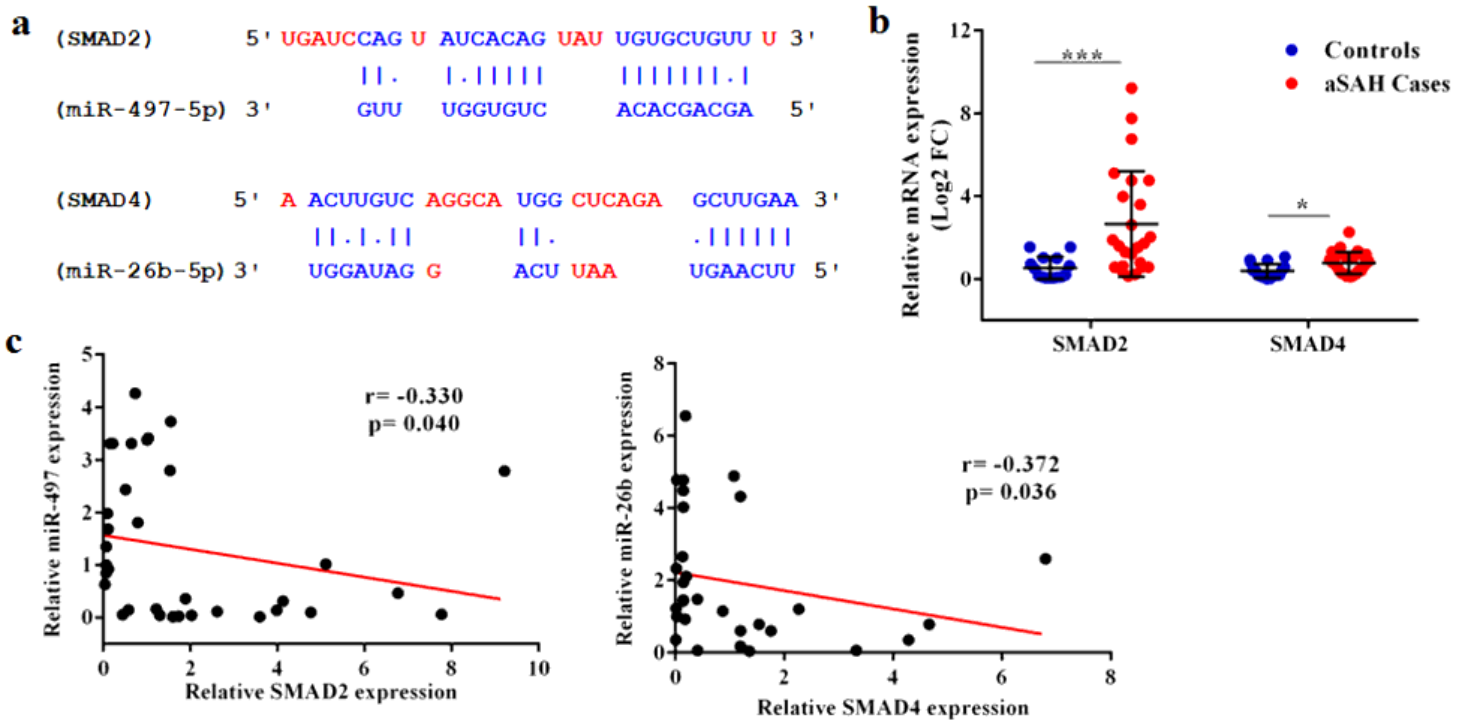 a
(SMAD2) 5' UGAUCCAG U AUCACAG UAU UGUGCUGUU U 3'
||. |.||||| |||||||.|
(miR-497-5p) 3' GUU UGGUGUC ACACGACGA 5'
(SMAD4) 5' A ACUUGUC AGGCA UGG CUCAGA GCUUGAA 3'
||.|.|| ||. .||||||
(miR-26b-5p) 3' UGGAUAG G ACU UAA UGAACUU 5'
b
Relative mRNA expression
(Log2 FC)
12
8
4
0
***
*
Controls
aSAH Cases
SMAD2 SMAD4
c
Relative miR-497 expression
5
4
3
2
1
0
r= -0.330
p= 0.040
0 2 4 6 8 10
Relative SMAD2 expression
Relative miR-26b expression
8
6
4
2
0
r= -0.372
p= 0.036
0 2 4 6 8
Relative SMAD4 expression